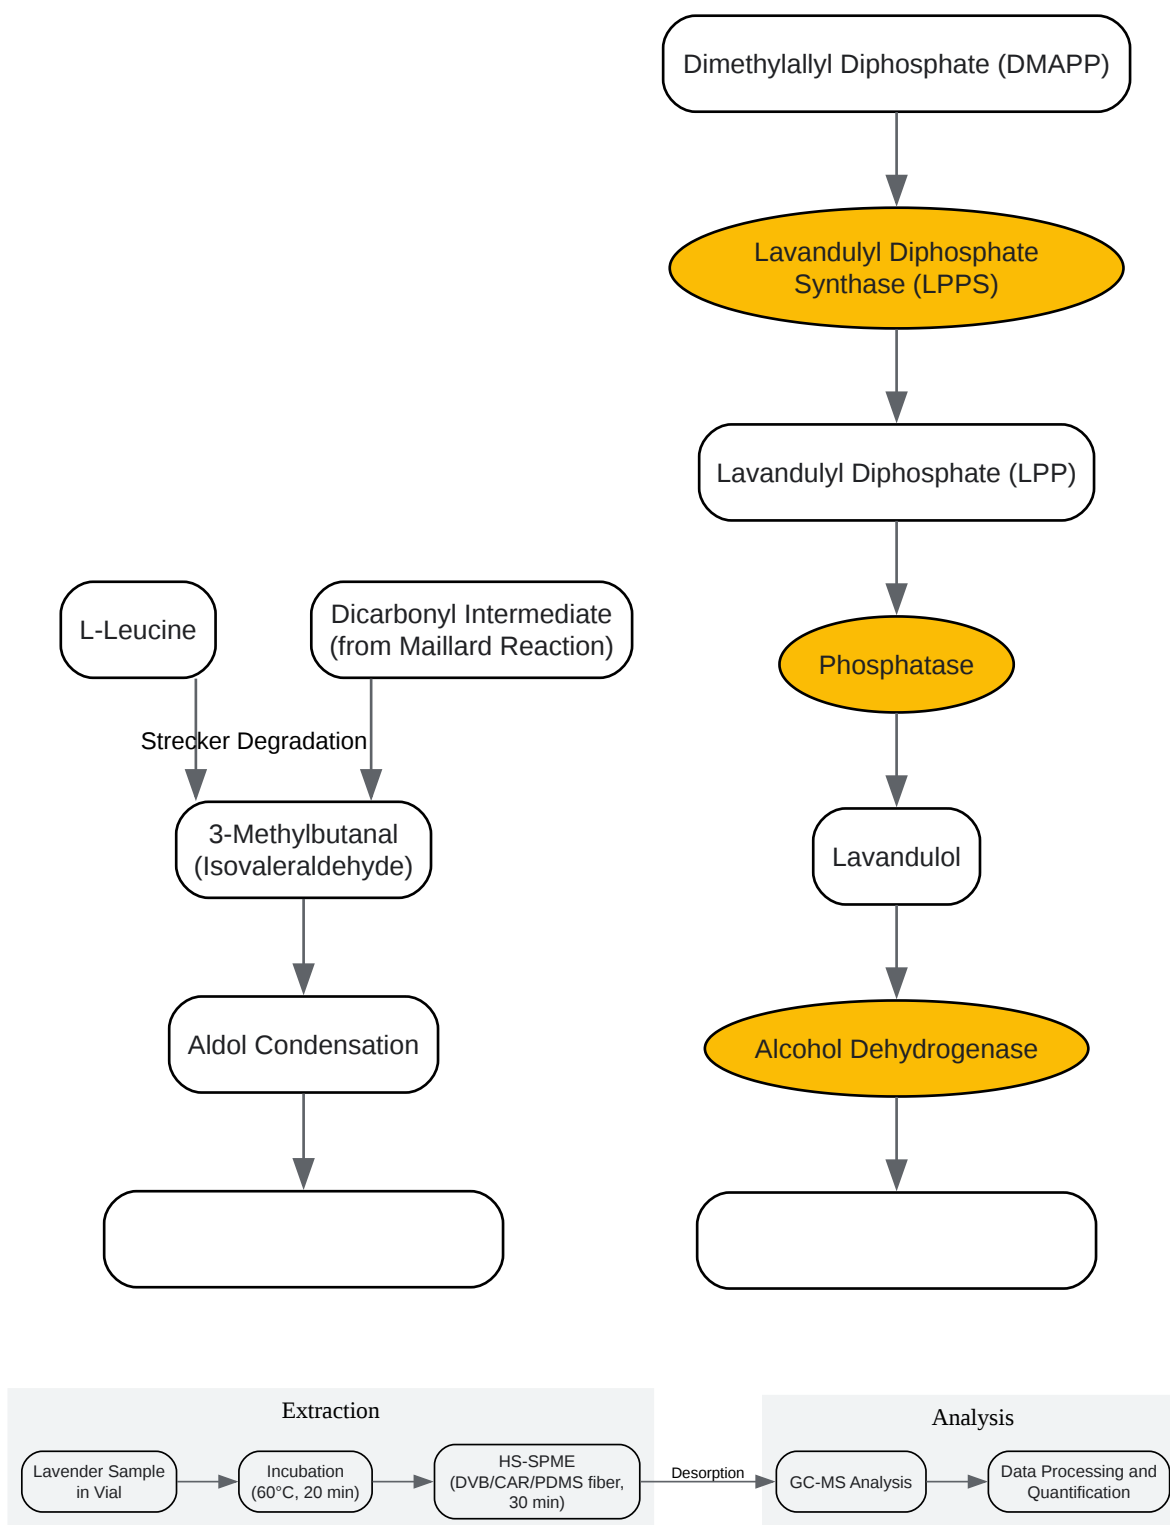 Dimethylallyl Diphosphate (DMAPP)
Lavandulyl Diphosphate
Synthase (LPPS)
Lavandulyl Diphosphate (LPP)
Phosphatase
Lavandulol
Alcohol Dehydrogenase
L-Leucine
Dicarbonyl Intermediate
(from Maillard Reaction)
Strecker Degradation
3-Methylbutanal
(Isovaleraldehyde)
Aldol Condensation
Extraction
Lavender Sample
in Vial
Incubation
(60°C, 20 min)
HS-SPME
(DVB/CAR/PDMS fiber,
30 min)
Desorption
Analysis
GC-MS Analysis
Data Processing and
Quantification